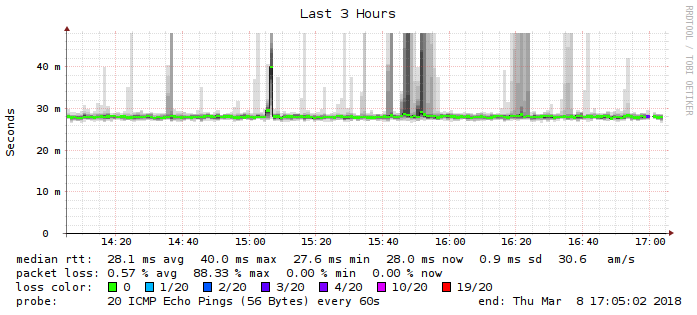 Last 3 Hours
RRDTOOL / TOBI OETIKER
Seconds
40 m
30 m
20 m
10 m
0
14:20 14:40 15:00 15:20 15:40 16:00 16:20 16:40 17:00
median rtt: 28.1 ms avg 40.0 ms max 27.6 ms min 28.0 ms now 0.9 ms sd 30.6 am/s
packet loss: 0.57 % avg 88.33 % max 0.00 % min 0.00 % now
loss color: 0 1/20 2/20 3/20 4/20 10/20 19/20
probe: 20 ICMP Echo Pings (56 Bytes) every 60s end: Thu Mar 8 17:05:02 2018